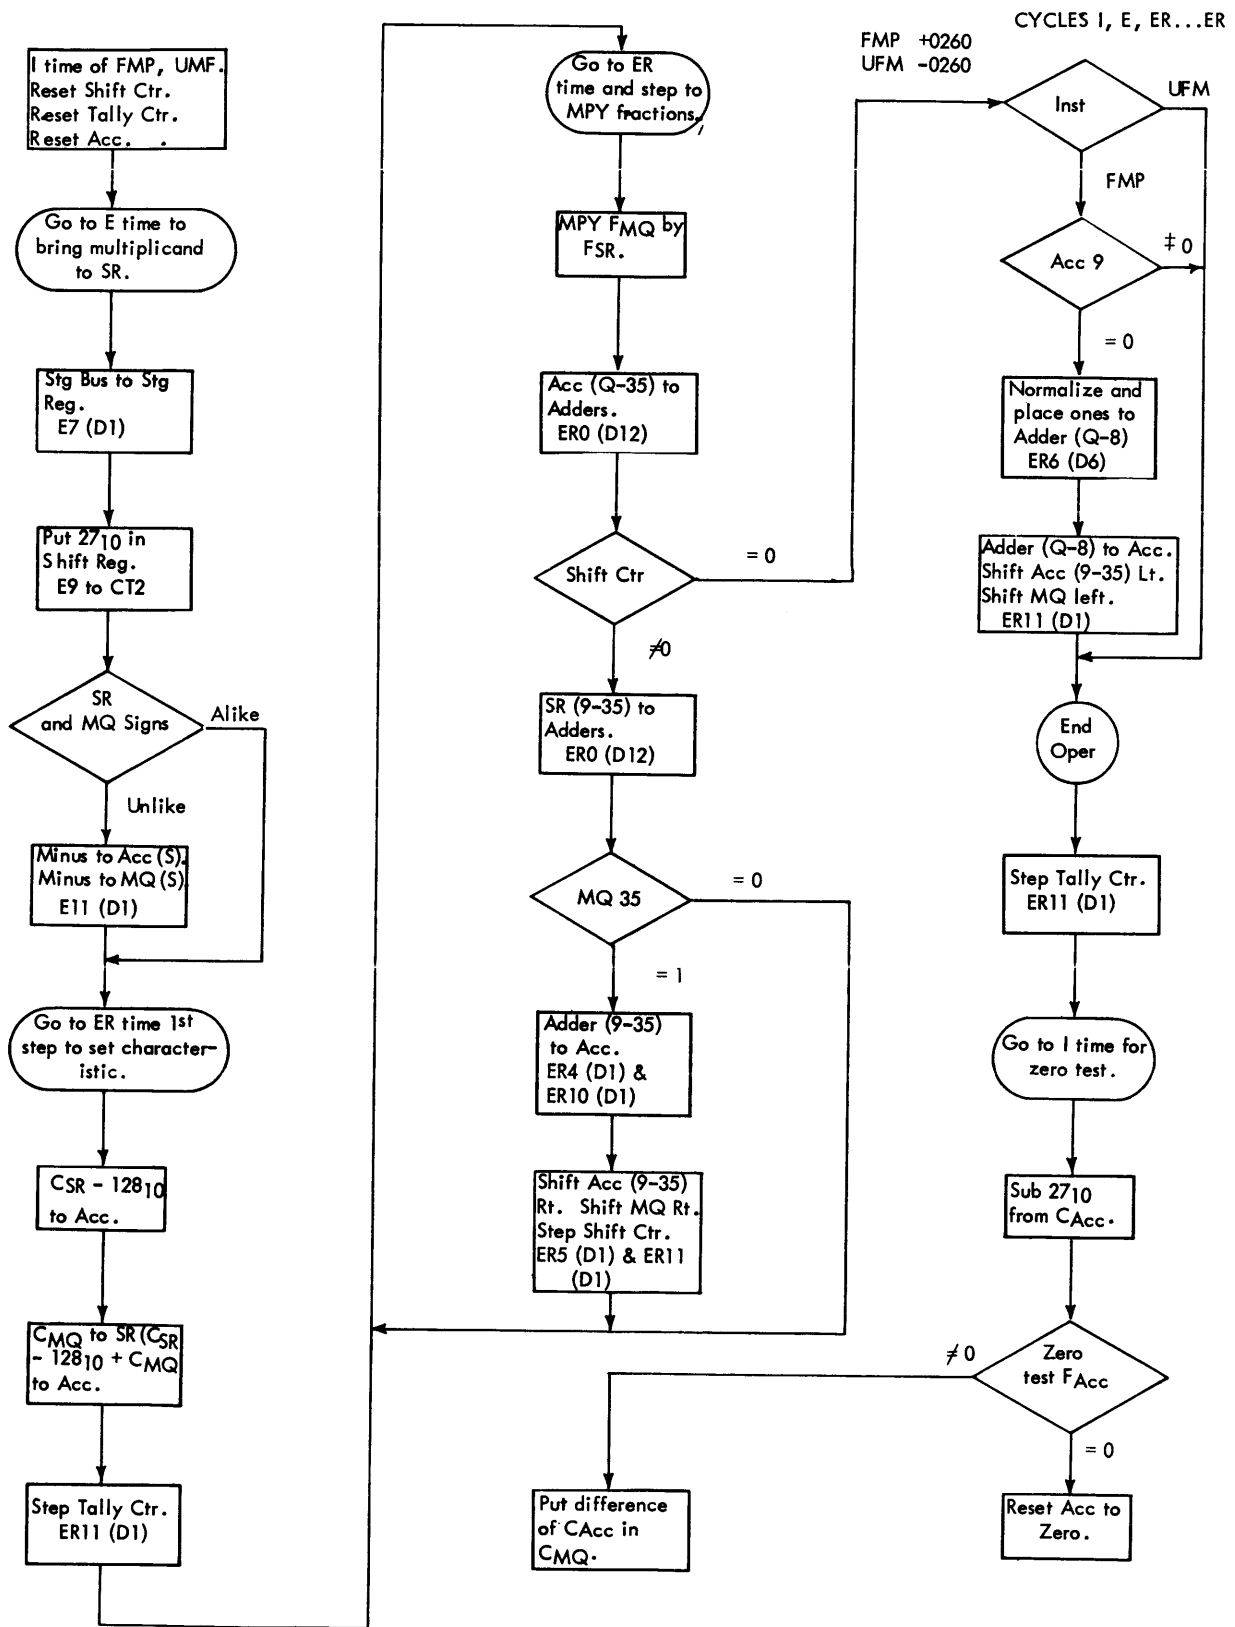 CYCLES I, E, ER...ER
I time of FMP, UMF.
Reset Shift Ctr.
Reset Tally Ctr.
Reset Acc. .
Go to E time to
bring multiplicand
to SR.
Stg Bus to Stg
Reg.
E7 (D1)
Put 27₁₀ in
Shift Reg.
E9 to CT2
SR
and MQ Signs
Alike
Unlike
Minus to Acc (S).
Minus to MQ (S)
E11 (D1)
Go to ER time 1st
step to set character-
istic.
CSR - 128₁₀
to Acc.
CMQ to SR (CSR
- 128₁₀ + CMQ
to Acc.
Step Tally Ctr.
ER11 (D1)
Go to ER
time and step to
MPY fractions.
MPY FMQ by
FSR.
Acc (Q-35) to
Adders.
ER0 (D12)
Shift Ctr
= 0
≠0
SR (9-35) to
Adders.
ER0 (D12)
MQ 35
= 0
= 1
Adder (9-35)
to Acc.
ER4 (D1) &
ER10 (D1)
Shift Acc (9-35)
Rt. Shift MQ Rt.
Step Shift Ctr.
ER5 (D1) & ER11
(D1)
FMP +0260
UFM -0260
Inst
UFM
FMP
Acc 9
‡ 0
= 0
Normalize and
place ones to
Adder (Q-8)
ER6 (D6)
Adder (Q-8) to Acc.
Shift Acc (9-35) Lt.
Shift MQ left.
ER11 (D1)
End
Oper
Step Tally Ctr.
ER11 (D1)
Go to I time for
zero test.
Sub 27₁₀
from CAcc.
Zero
test FAcc
≠ 0
= 0
Put difference
of CAcc in
CMQ.
Reset Acc to
Zero.